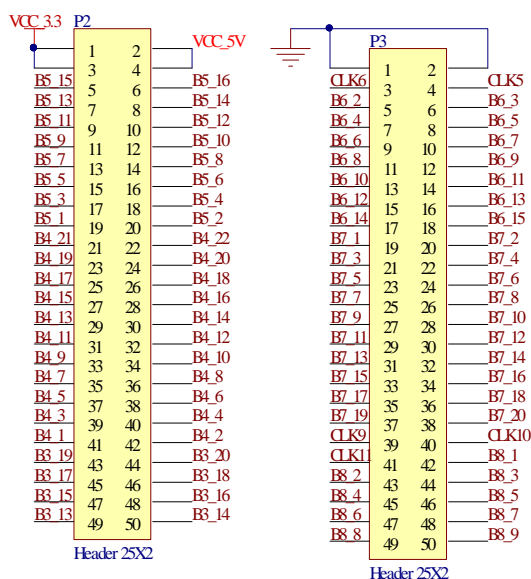 VCC_3.3 P2
VCC_5V
1 2
3 4
B5_15 5 6 B5_16
B5_13 7 8 B5_14
B5_11 9 10 B5_12
B5_9 11 12 B5_10
B5_7 13 14 B5_8
B5_5 15 16 B5_6
B5_3 17 18 B5_4
B5_1 19 20 B5_2
B4_21 21 22 B4_22
B4_19 23 24 B4_20
B4_17 25 26 B4_18
B4_15 27 28 B4_16
B4_13 29 30 B4_14
B4_11 31 32 B4_12
B4_9 33 34 B4_10
B4_7 35 36 B4_8
B4_5 37 38 B4_6
B4_3 39 40 B4_4
B4_1 41 42 B4_2
B3_19 43 44 B3_20
B3_17 45 46 B3_18
B3_15 47 48 B3_16
B3_13 49 50 B3_14
Header 25X2
P3
1 2
CLK6 3 4 CLK5
B6_2 5 6 B6_3
B6_4 7 8 B6_5
B6_6 9 10 B6_7
B6_8 11 12 B6_9
B6_10 13 14 B6_11
B6_12 15 16 B6_13
B6_14 17 18 B6_15
B7_1 19 20 B7_2
B7_3 21 22 B7_4
B7_5 23 24 B7_6
B7_7 25 26 B7_8
B7_9 27 28 B7_10
B7_11 29 30 B7_12
B7_13 31 32 B7_14
B7_15 33 34 B7_16
B7_17 35 36 B7_18
B7_19 37 38 B7_20
CLK9 39 40 CLK10
CLK11 41 42 B8_1
B8_2 43 44 B8_3
B8_4 45 46 B8_5
B8_6 47 48 B8_7
B8_8 49 50 B8_9
Header 25X2